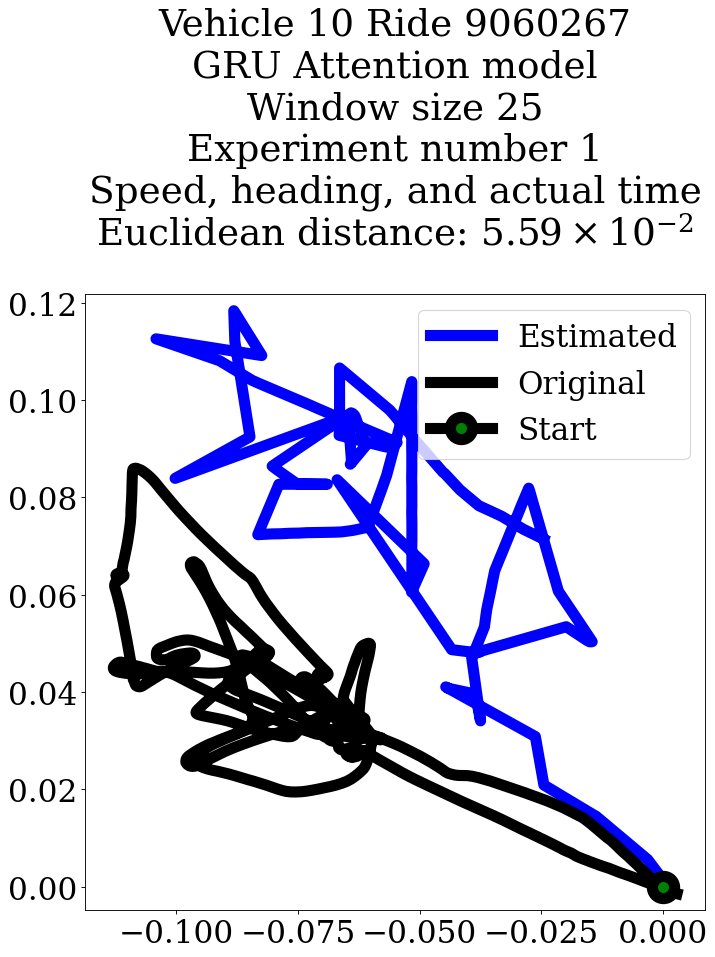 Vehicle 10 Ride 9060267
GRU Attention model
Window size 25
Experiment number 1
Speed, heading, and actual time
Euclidean distance: 5.59 × 10⁻²
0.12
0.10
0.08
0.06
0.04
0.02
0.00
Estimated
Original
Start
−0.100 −0.075 −0.050 −0.025 0.000